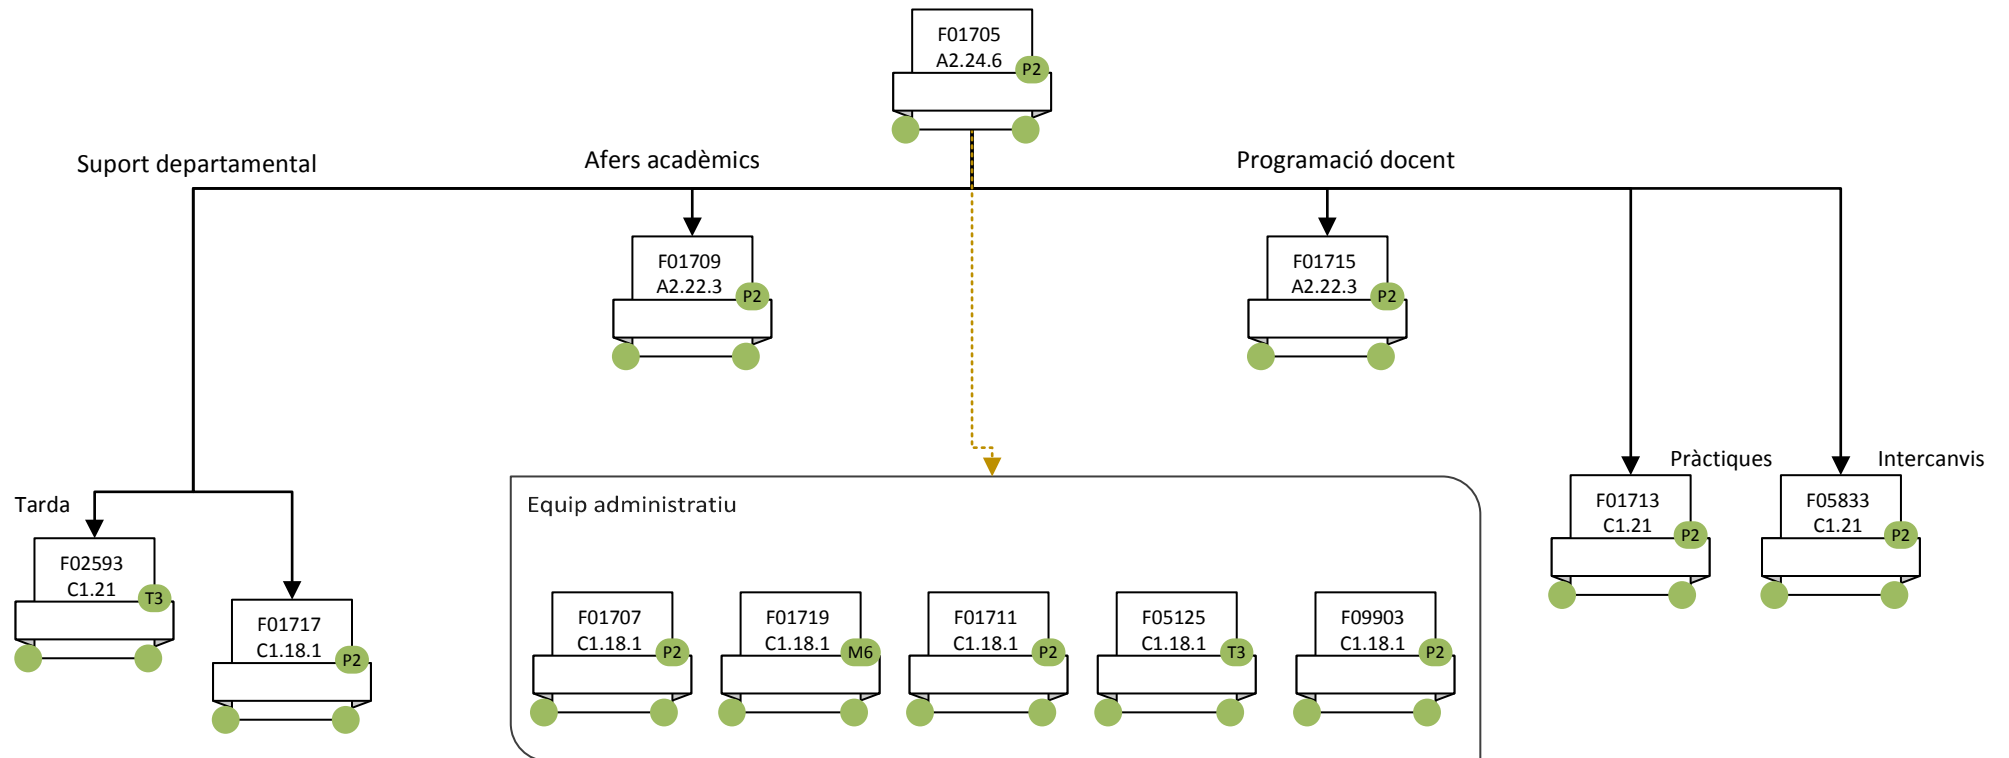 F01705
A2.24.6
P2
Suport departamental
Afers acadèmics
Programació docent
F01709
A2.22.3
P2
F01715
A2.22.3
P2
Tarda
F02593
C1.21
T3
F01717
C1.18.1
P2
Equip administratiu
F01707
C1.18.1
P2
F01719
C1.18.1
M6
F01711
C1.18.1
P2
F05125
C1.18.1
T3
F09903
C1.18.1
P2
Pràctiques
F01713
C1.21
P2
Intercanvis
F05833
C1.21
P2